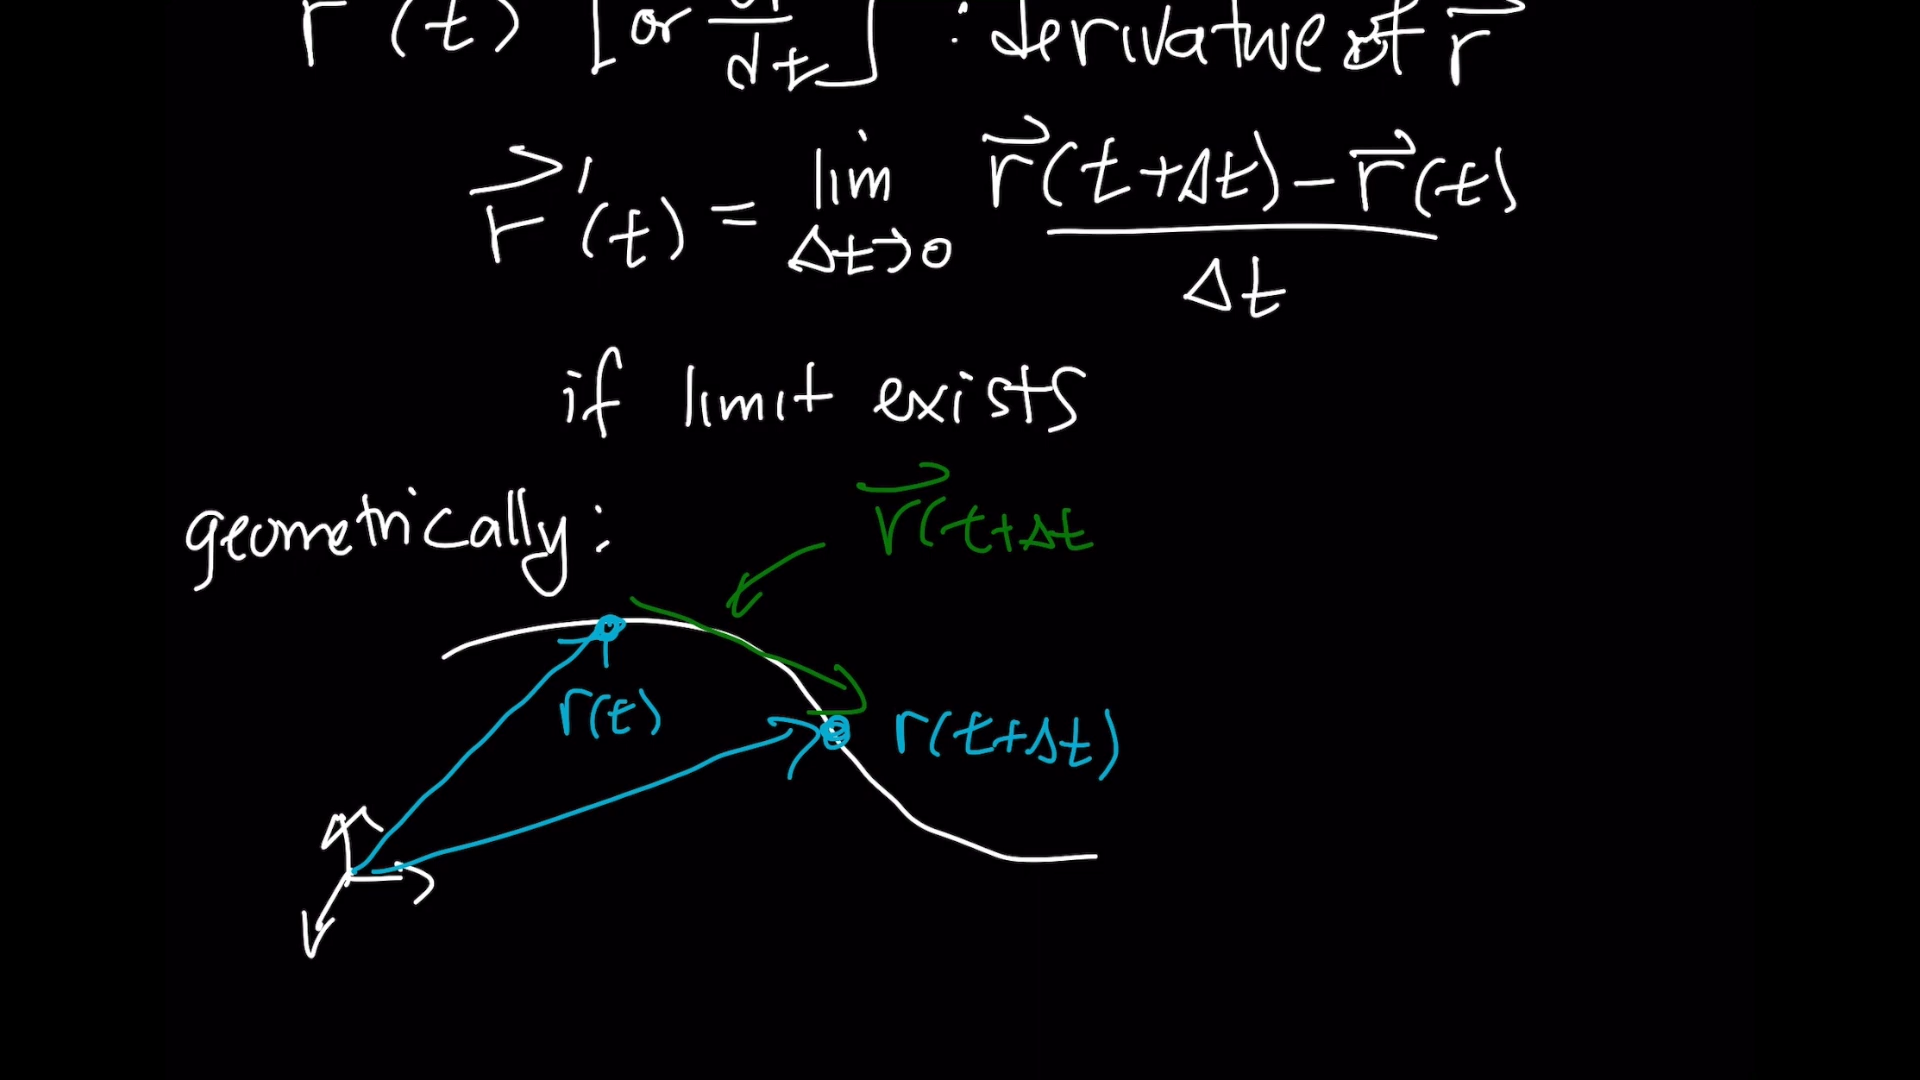 r (t) [or dr/dt] : derivative of r⃗
r⃗'(t) = lim Δt→0 (r⃗(t+Δt) − r⃗(t)) / Δt
if limit exists
geometrically:
r⃗(t+Δt
r(t)
r(t+Δt)